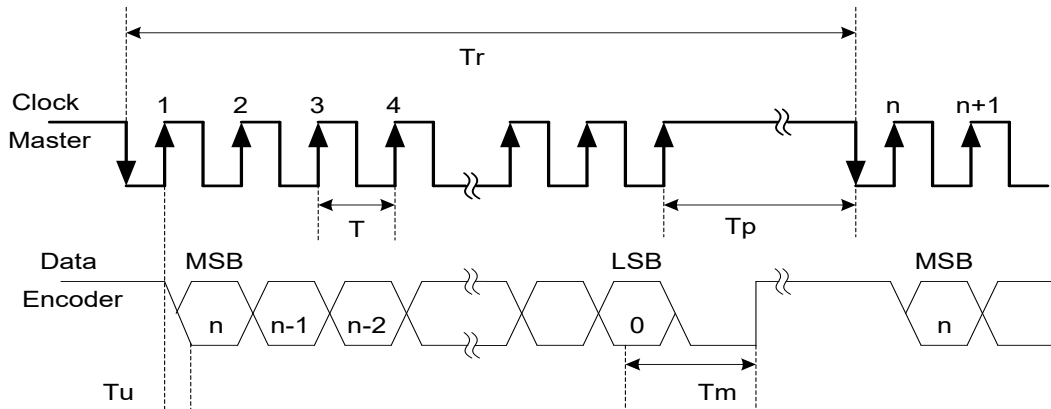 Tr
Clock
Master
1 2 3 4 n n+1
T
Tp
Data
Encoder
MSB LSB MSB
n n-1 n-2 0 n
Tu
Tm